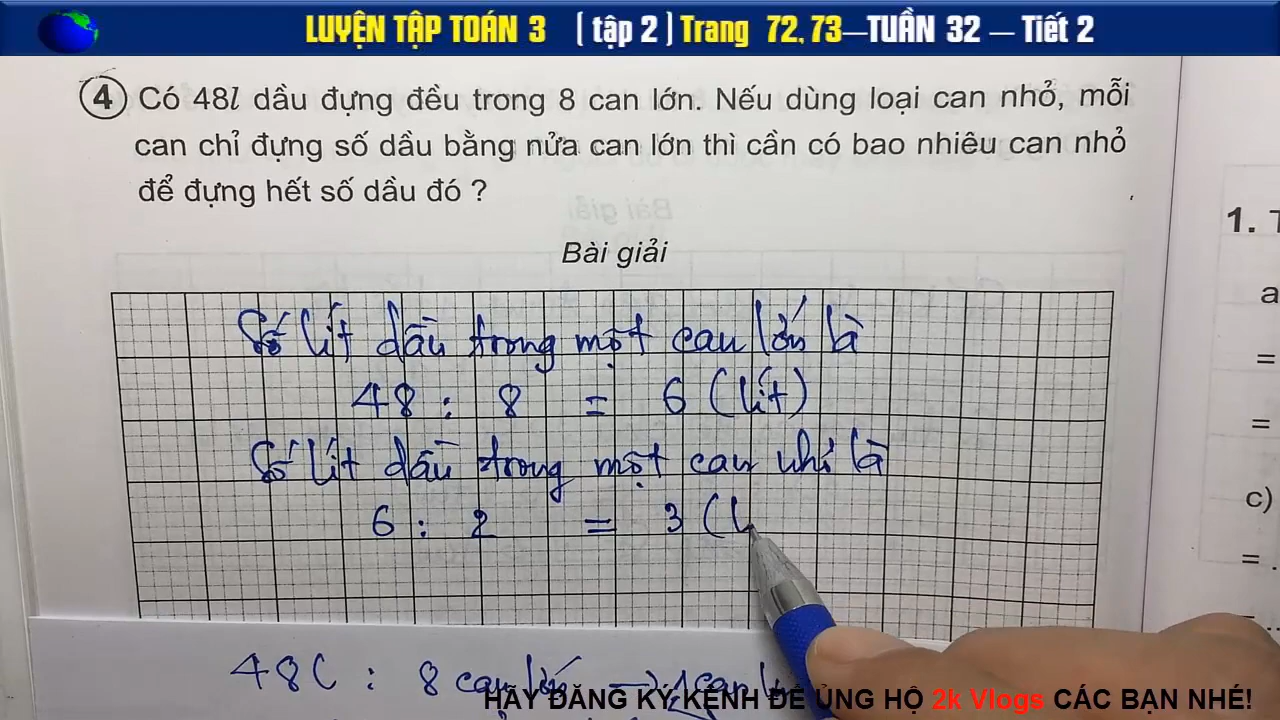 LUYỆN TẬP TOÁN 3 ( tập 2 ) Trang 72, 73—TUẦN 32 — Tiết 2
4 Có 48l dầu đựng đều trong 8 can lớn. Nếu dùng loại can nhỏ, mỗi
can chỉ đựng số dầu bằng nửa can lớn thì cần có bao nhiêu can nhỏ
để đựng hết số dầu đó ?
Bài giải
Số lít dầu trong một can lớn là
48 : 8 = 6 (lít)
Số lít dầu trong một can nhỏ là
6 : 2 = 3 (l
48l : 8 can lớn → 1 can
HÃY ĐĂNG KÝ KÊNH ĐỂ ỦNG HỘ 2k Vlogs CÁC BẠN NHÉ!
1.
a
=
=
c)
= .